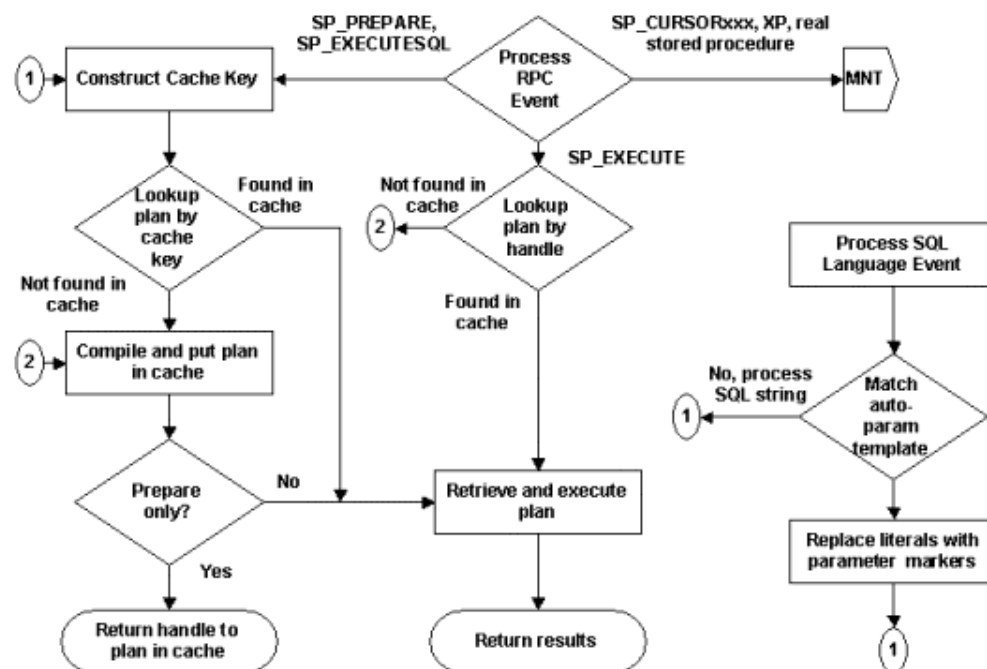 SP_PREPARE,
SP_EXECUTESQL
SP_CURSORxxx, XP, real
stored procedure
1
Construct Cache Key
Process
RPC
Event
MNT
SP_EXECUTE
Lookup
plan by
cache
key
Found in
cache
Not found in
cache
2
Lookup
plan by
handle
Process SQL
Language Event
Not found in
cache
Found in
cache
2
Compile and put plan
in cache
No, process
SQL string
1
Match
auto-
param
template
Prepare
only?
No
Retrieve and execute
plan
Replace literals with
parameter markers
Yes
Return handle to
plan in cache
Return results
1